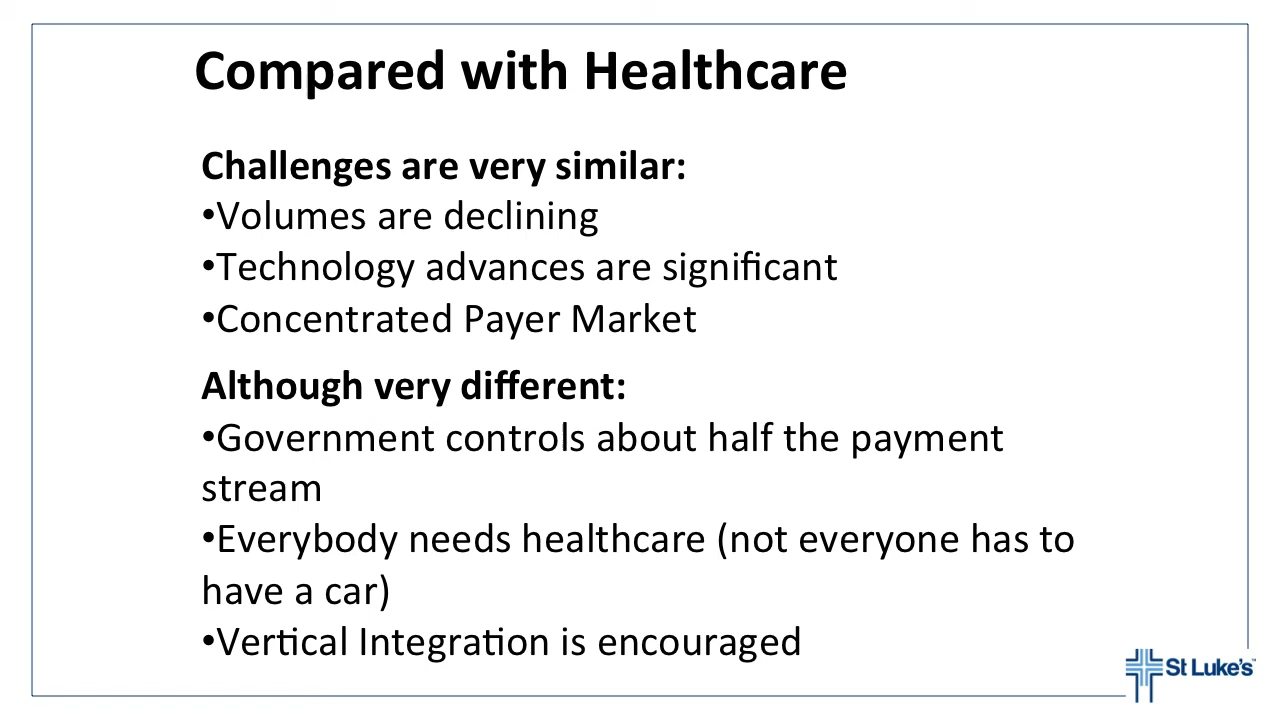 Compared with Healthcare
Challenges are very similar:
•Volumes are declining
•Technology advances are significant
•Concentrated Payer Market
Although very different:
•Government controls about half the payment
stream
•Everybody needs healthcare (not everyone has to
have a car)
•Vertical Integration is encouraged
St Luke's™